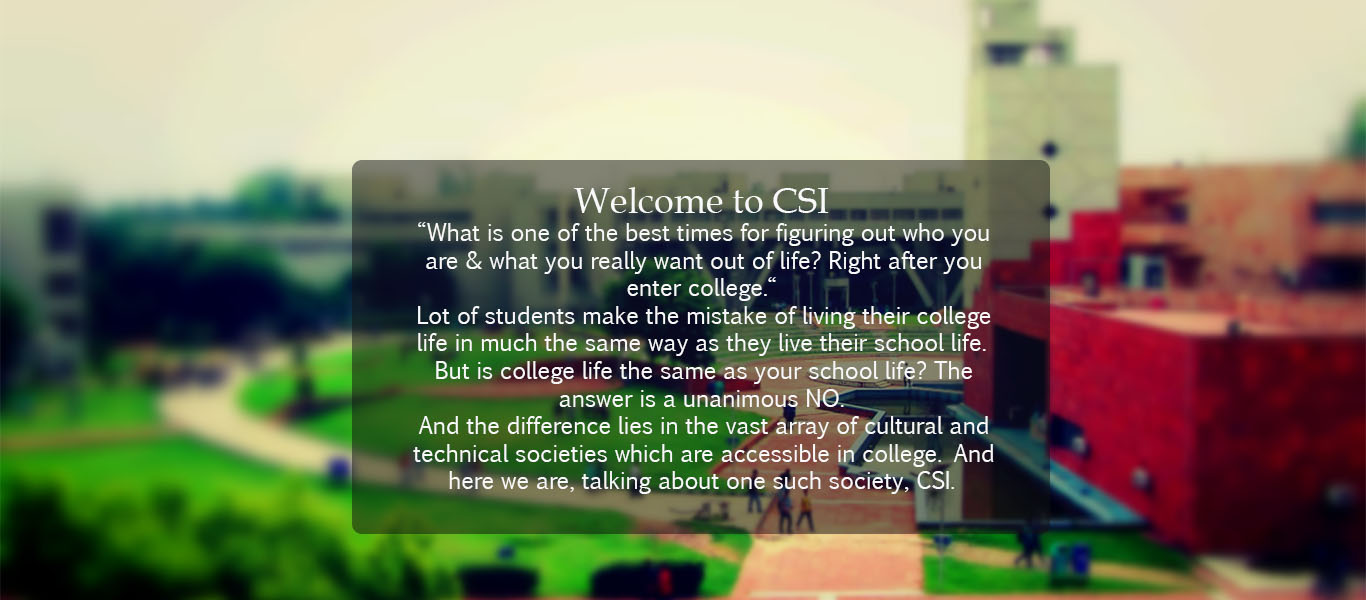 Welcome to CSI
“What is one of the best times for figuring out who you
are & what you really want out of life? Right after you
enter college.“
Lot of students make the mistake of living their college
life in much the same way as they live their school life.
But is college life the same as your school life? The
answer is a unanimous NO.
And the difference lies in the vast array of cultural and
technical societies which are accessible in college. And
here we are, talking about one such society, CSI.